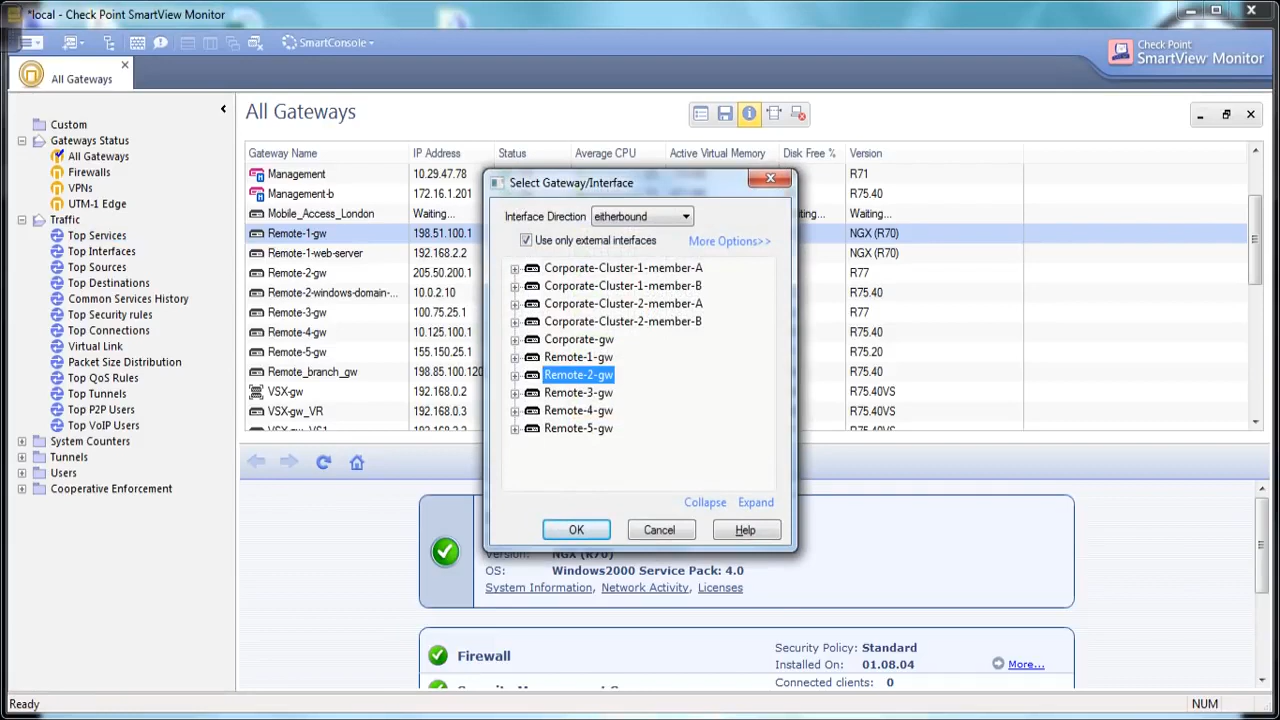 *local - Check Point SmartView Monitor
SmartConsole
Check Point
SmartView Monitor
All Gateways
Custom
Gateways Status
All Gateways
Firewalls
VPNs
UTM-1 Edge
Traffic
Top Services
Top Interfaces
Top Sources
Top Destinations
Common Services History
Top Security rules
Top Connections
Virtual Link
Packet Size Distribution
Top QoS Rules
Top Tunnels
Top P2P Users
Top VoIP Users
System Counters
Tunnels
Users
Cooperative Enforcement
All Gateways
Gateway Name IP Address Status Average CPU Active Virtual Memory Disk Free % Version
Management 10.29.47.78 R71
Management-b 172.16.1.201 R75.40
Mobile_Access_London Waiting... ting... R75.40
Remote-1-gw 198.51.100.1 NGX (R70)
Remote-1-web-server 192.168.2.2 NGX (R70)
Remote-2-gw 205.50.200.1 R77
Remote-2-windows-domain-... 10.0.2.10 R75.40
Remote-3-gw 100.75.25.1 R77
Remote-4-gw 10.125.100.1 R75.40
Remote-5-gw 155.150.25.1 R75.20
Remote_branch_gw 198.85.100.120 R75.40
VSX-gw 192.168.0.2 R75.40VS
VSX-gw_VR 192.168.0.3 R75.40VS
Select Gateway/Interface
Interface Direction eitherbound
Use only external interfaces More Options>>
Corporate-Cluster-1-member-A
Corporate-Cluster-1-member-B
Corporate-Cluster-2-member-A
Corporate-Cluster-2-member-B
Corporate-gw
Remote-1-gw
Remote-2-gw
Remote-3-gw
Remote-4-gw
Remote-5-gw
Collapse Expand
OK Cancel Help
Version: NGX (R70)
OS: Windows2000 Service Pack: 4.0
System Information, Network Activity, Licenses
Firewall
Security Policy: Standard
Installed On: 01.08.04
Connected clients: 0
More...
Ready
NUM